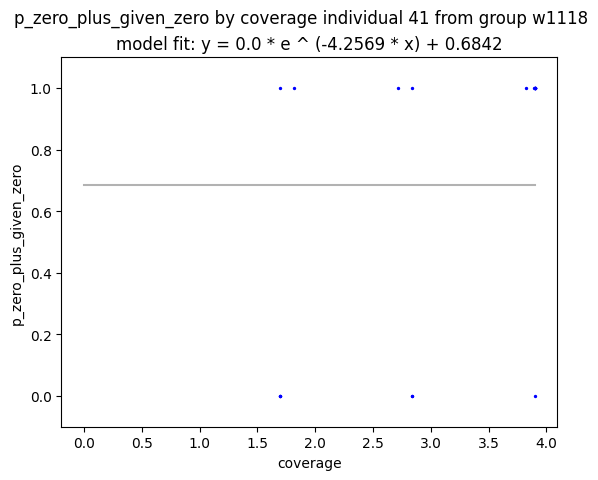 p_zero_plus_given_zero by coverage individual 41 from group w1118
model fit: y = 0.0 * e ^ (-4.2569 * x) + 0.6842
1.0
0.8
0.6
0.4
0.2
0.0
p_zero_plus_given_zero
0.0 0.5 1.0 1.5 2.0 2.5 3.0 3.5 4.0
coverage